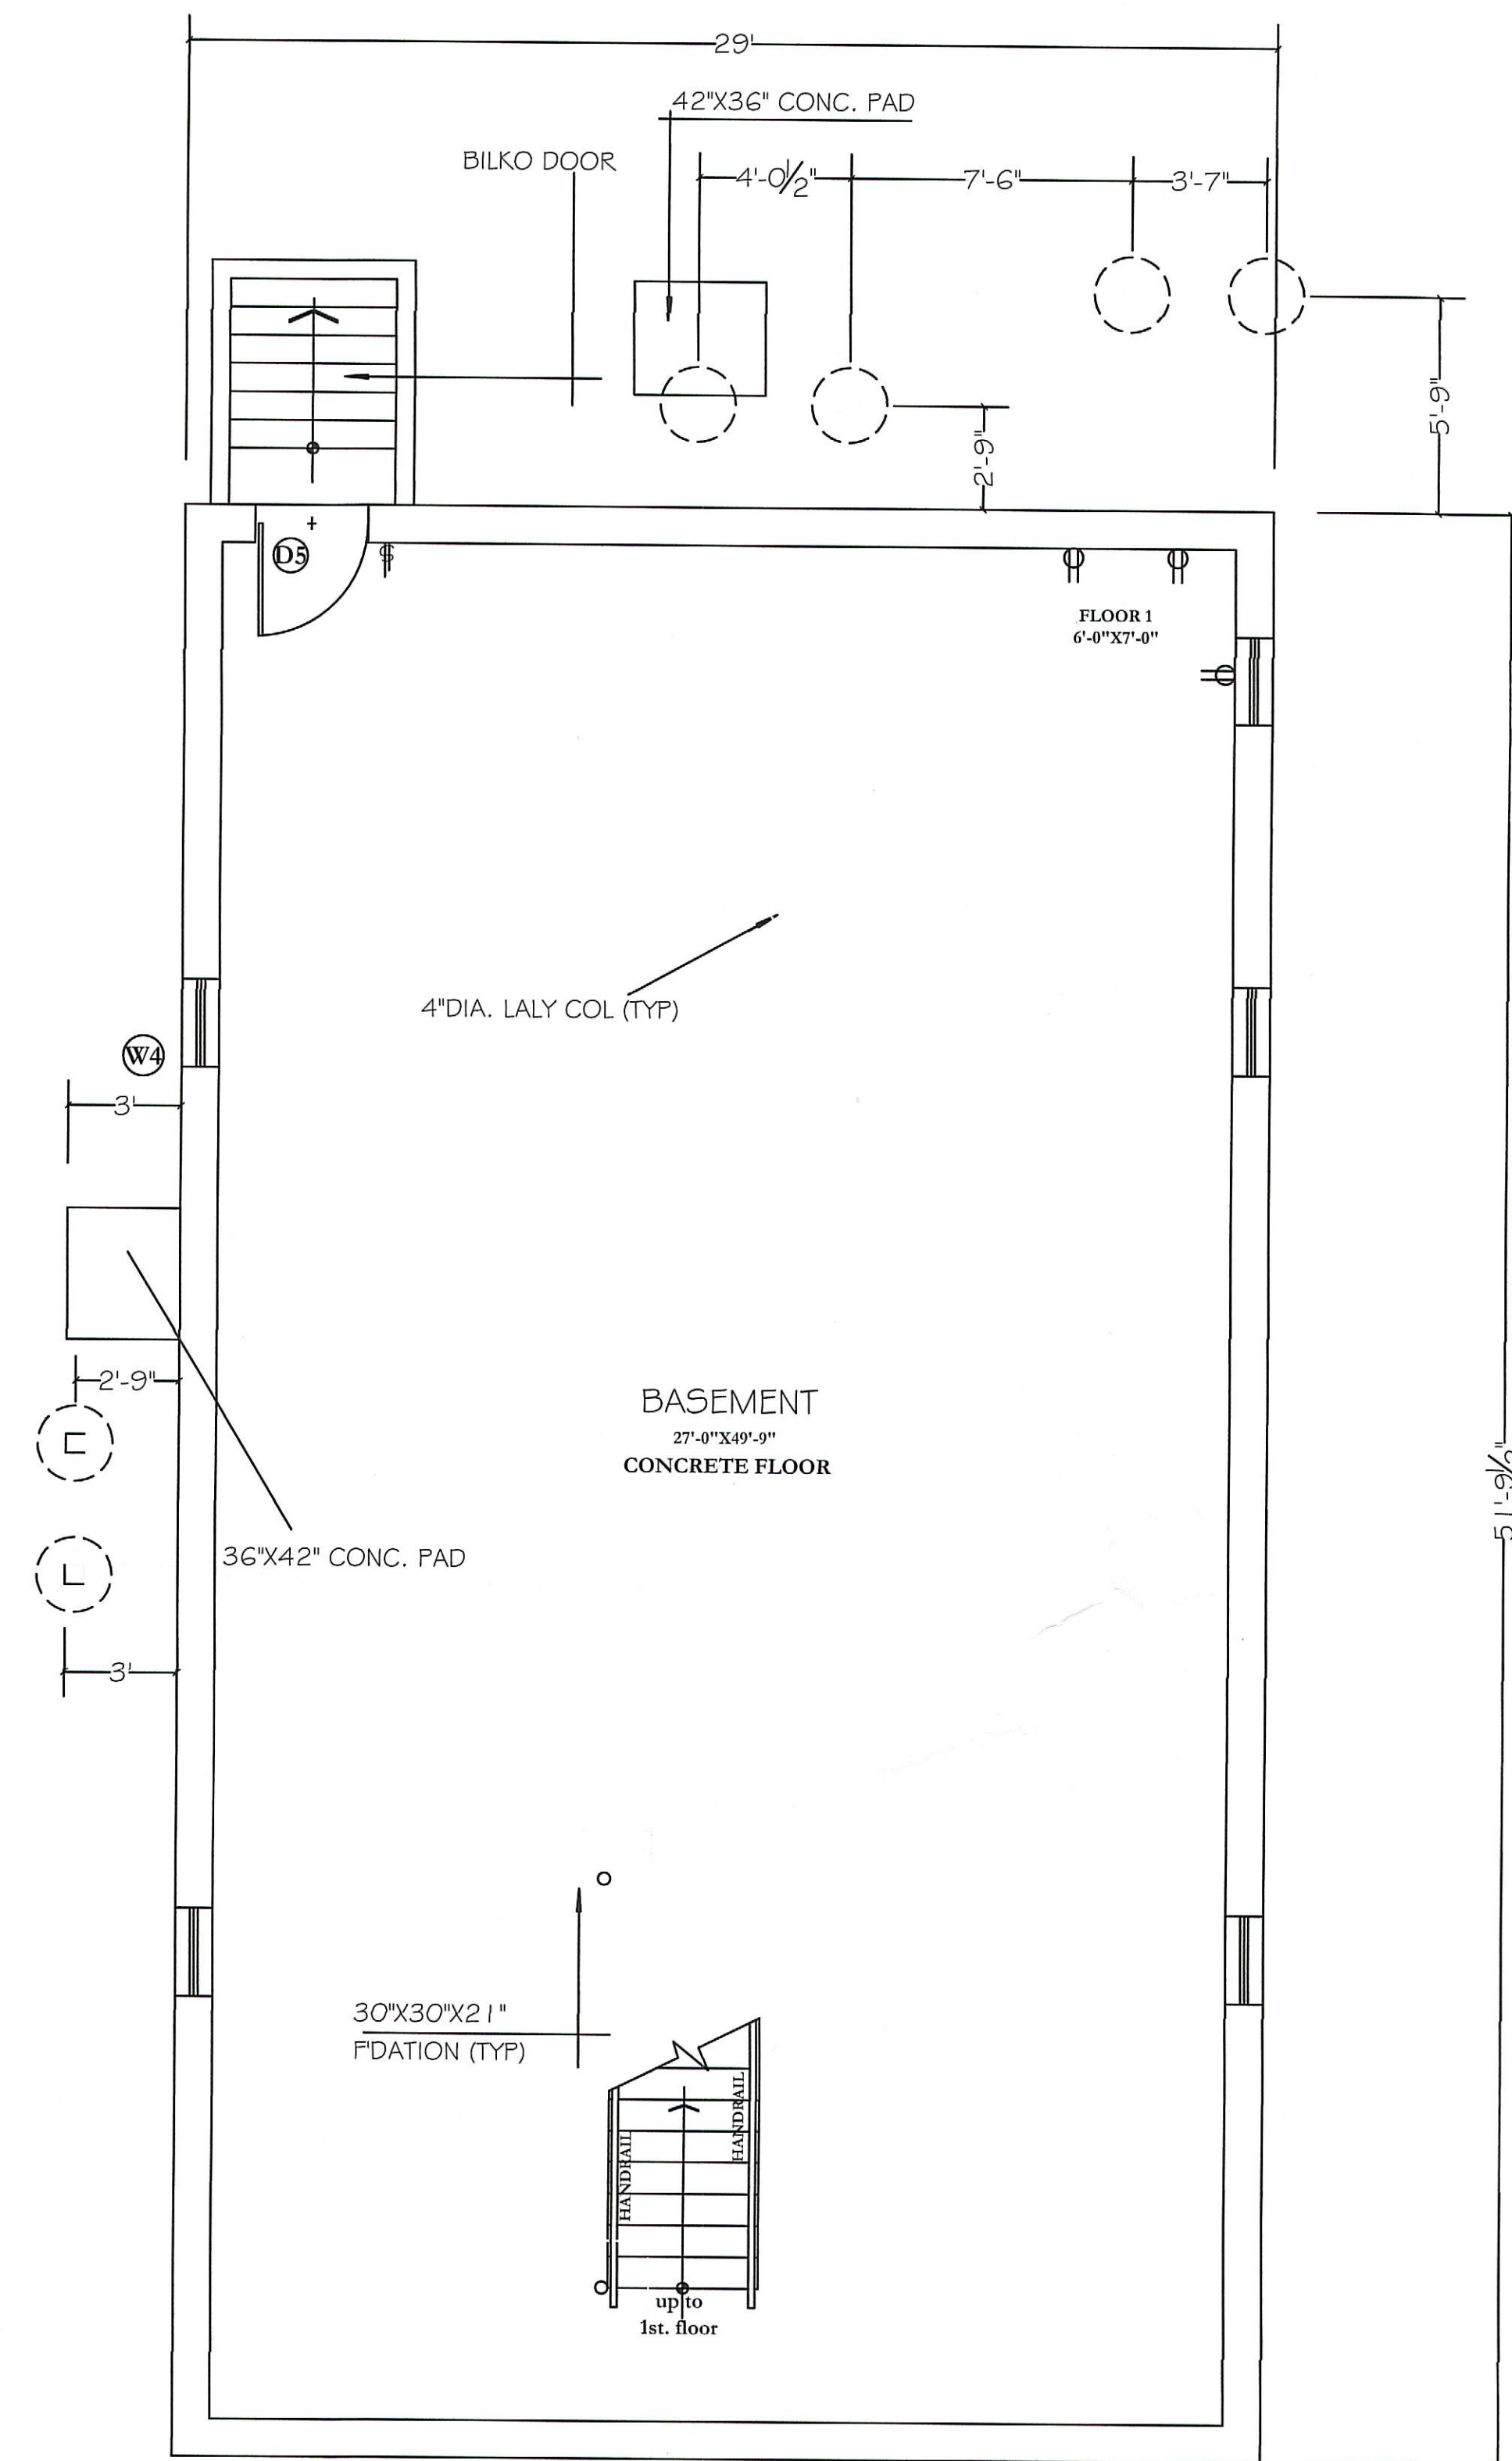 29'
42"X36" CONC. PAD
BILKO DOOR
4'-0½"
7'-6"
3'-7"
5'-9"
2'-9"
D5
$
FLOOR 1
6'-0"X7'-0"
4"DIA. LALY COL (TYP)
W4
3'
2'-9"
BASEMENT
27'-0"X49'-9"
CONCRETE FLOOR
51'-9½"
36"X42" CONC. PAD
3'
30"X30"X21"
F'DATION (TYP)
HANDRAIL
HANDRAIL
up to
1st. floor